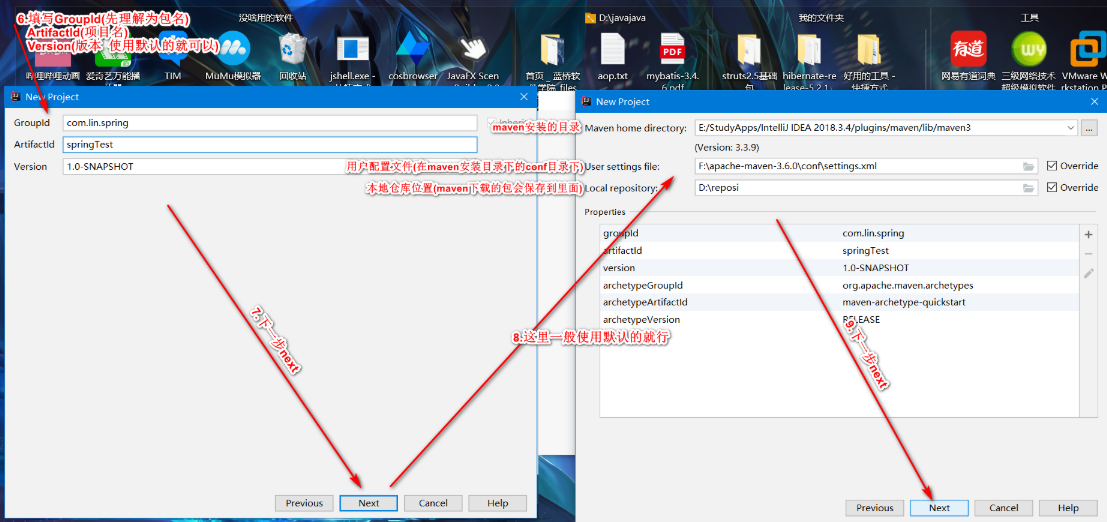 没啥用的软件
D:\javajava
我的文件夹
工具
6.填写GroupId(先理解为包名)
ArtifactId(项目名)
Version(版本 使用默认的就可以)
哔哩哔哩动画
爱奇艺万能播
TIM
MuMu模拟器
回收站
jshell.exe -
cosbrowser
JavaFX Scen
首页_蓝桥软
aop.txt
mybatis-3.4.
6.pdf
struts2.5基础
包
hibernate-re
lease-5.2.1
好用的工具 -
快捷方式
网易有道词典
三级网络技术
超级模拟软件
VMware W
rkstation P
New Project
GroupId
com.lin.spring
Inherit
ArtifactId
springTest
Version
1.0-SNAPSHOT
7.下一步next
Previous
Next
Cancel
Help
New Project
maven安装的目录
Maven home directory:
E:/StudyApps/IntelliJ IDEA 2018.3.4/plugins/maven/lib/maven3
...
(Version: 3.3.9)
用户配置文件(在maven安装目录下的conf目录下)
User settings file:
F:\apache-maven-3.6.0\conf\settings.xml
Override
本地仓库位置(maven下载的包会保存到里面)
Local repository:
D:\reposi
Override
Properties
groupId
com.lin.spring
artifactId
springTest
version
1.0-SNAPSHOT
archetypeGroupId
org.apache.maven.archetypes
archetypeArtifactId
maven-archetype-quickstart
archetypeVersion
RELEASE
8.这里一般使用默认的就行
9.下一步next
Previous
Next
Cancel
Help